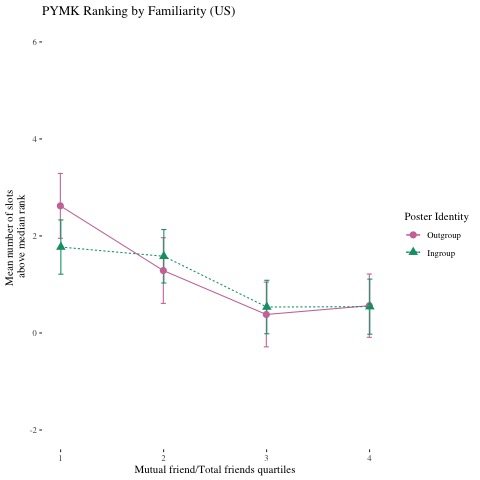 PYMK Ranking by Familiarity (US)
6
4
2
0
-2
Mean number of slots
above median rank
1
2
3
4
Mutual friend/Total friends quartiles
Poster Identity
Outgroup
Ingroup